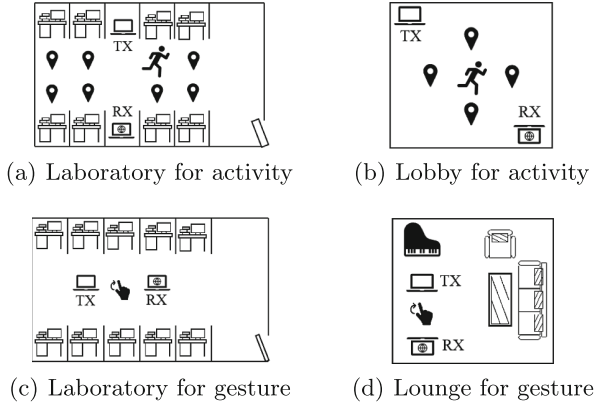 TX
RX
TX
RX
(a) Laboratory for activity
(b) Lobby for activity
TX
RX
TX
RX
(c) Laboratory for gesture
(d) Lounge for gesture